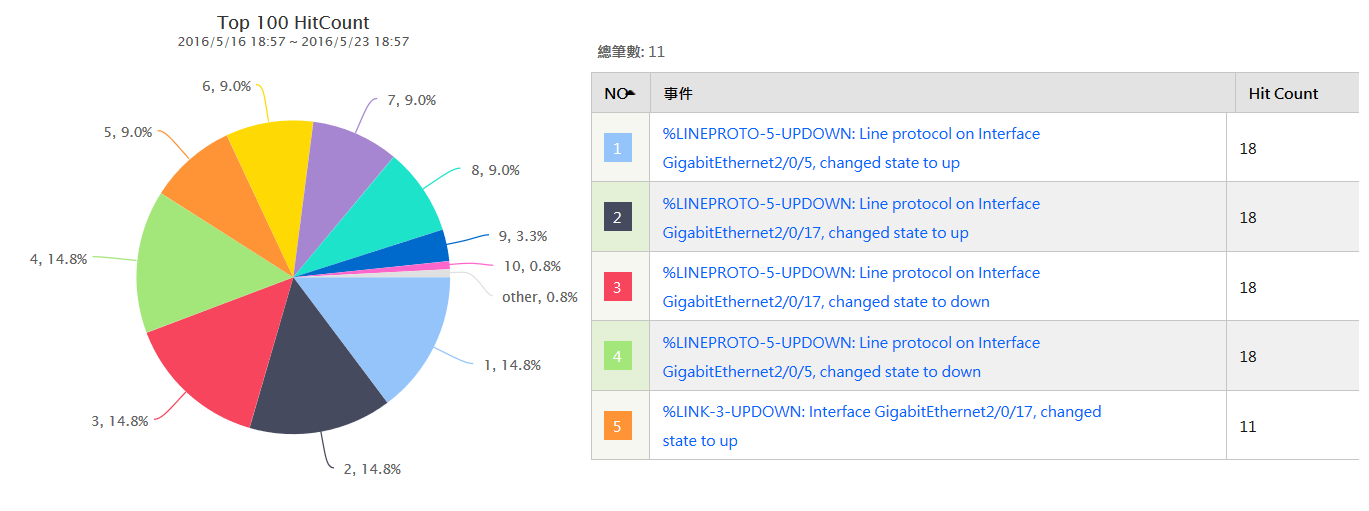 Top 100 HitCount
2016/5/16 18:57 ~ 2016/5/23 18:57
6, 9.0%
7, 9.0%
5, 9.0%
8, 9.0%
9, 3.3%
4, 14.8%
10, 0.8%
other, 0.8%
1, 14.8%
3, 14.8%
2, 14.8%
總筆數: 11
NO 事件 Hit Count
1 %LINEPROTO-5-UPDOWN: Line protocol on Interface
GigabitEthernet2/0/5, changed state to up 18
2 %LINEPROTO-5-UPDOWN: Line protocol on Interface
GigabitEthernet2/0/17, changed state to up 18
3 %LINEPROTO-5-UPDOWN: Line protocol on Interface
GigabitEthernet2/0/17, changed state to down 18
4 %LINEPROTO-5-UPDOWN: Line protocol on Interface
GigabitEthernet2/0/5, changed state to down 18
5 %LINK-3-UPDOWN: Interface GigabitEthernet2/0/17, changed
state to up 11